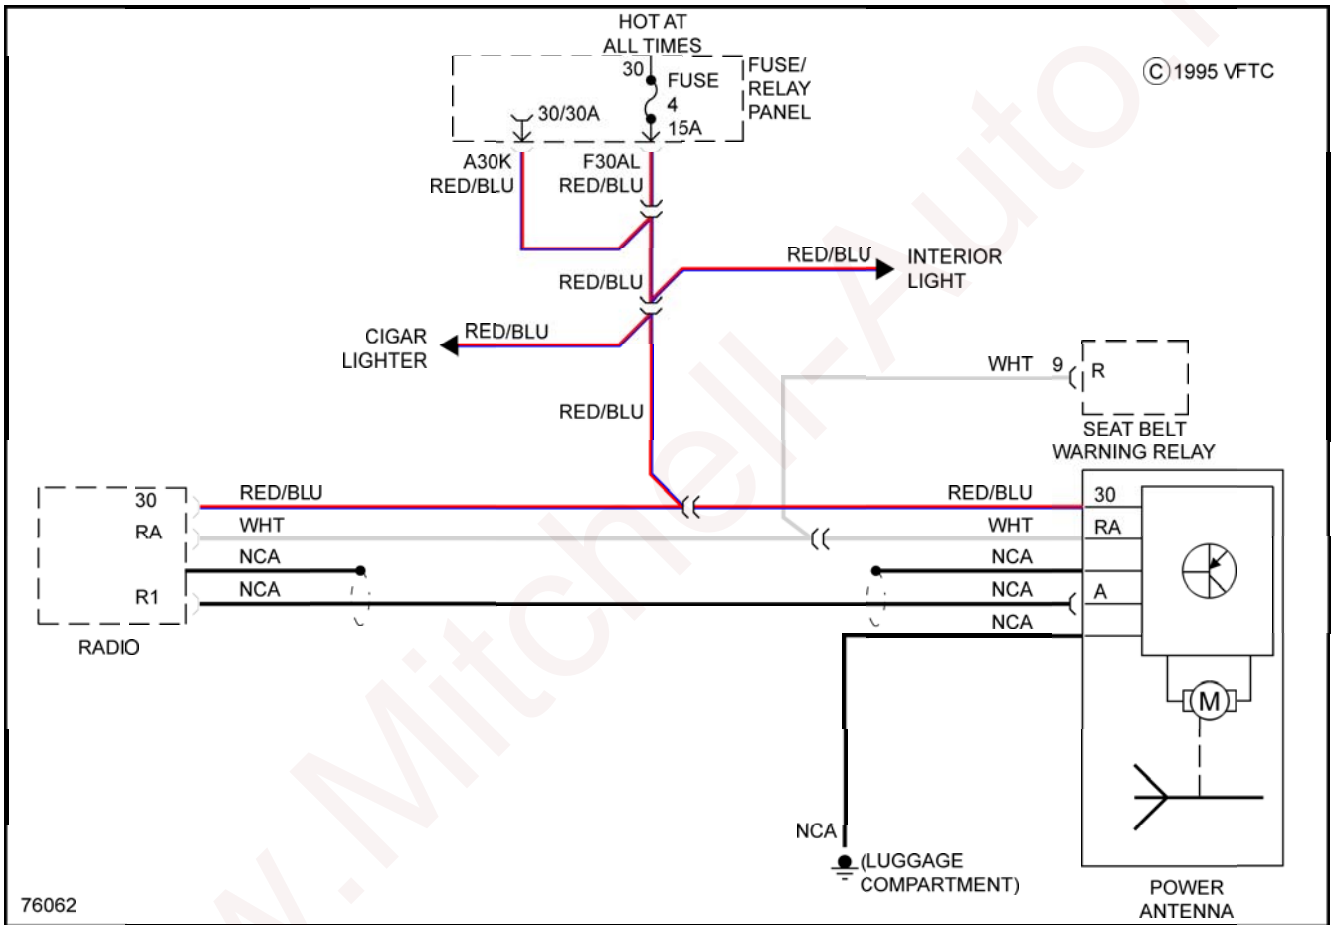 HOT AT
ALL TIMES
© 1995 VFTC
30
FUSE/
RELAY
PANEL
FUSE
4
15A
30/30A
A30K
RED/BLU
F30AL
RED/BLU
RED/BLU
RED/BLU
INTERIOR
LIGHT
CIGAR
LIGHTER
RED/BLU
WHT 9
R
SEAT BELT
WARNING RELAY
RED/BLU
30
RED/BLU
RED/BLU
30
RA
WHT
WHT
RA
NCA
NCA
R1
NCA
NCA
A
NCA
RADIO
M
NCA
(LUGGAGE
COMPARTMENT)
POWER
ANTENNA
76062
w.Mitchell-Auto.